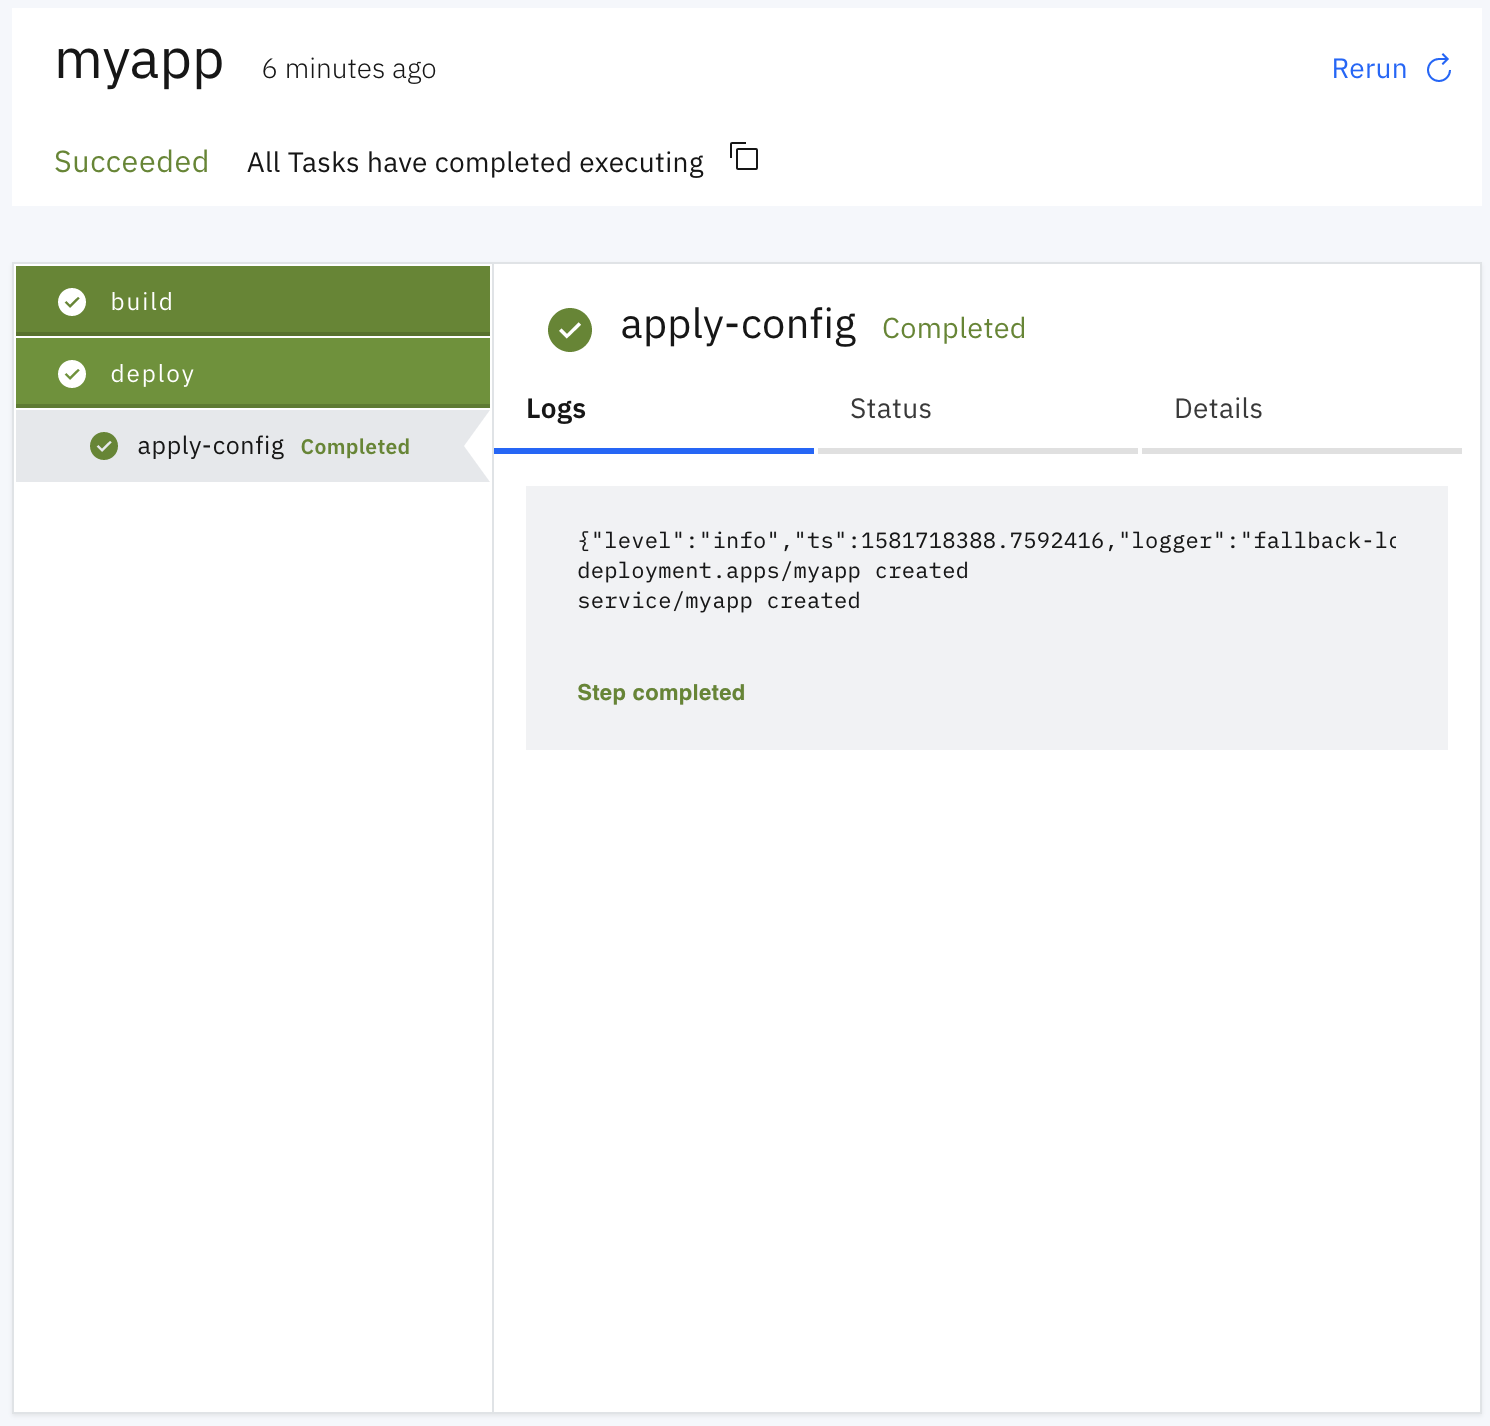 myapp 6 minutes ago Rerun
Succeeded All Tasks have completed executing
build
deploy
apply-config Completed
apply-config Completed
Logs Status Details
{"level":"info","ts":1581718388.7592416,"logger":"fallback-lo
deployment.apps/myapp created
service/myapp created
Step completed